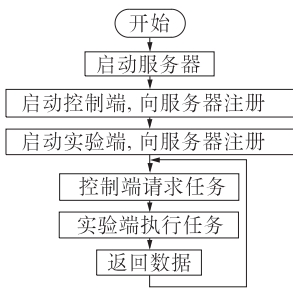 开始
启动服务器
启动控制端,向服务器注册
启动实验端,向服务器注册
控制端请求任务
实验端执行任务
返回数据